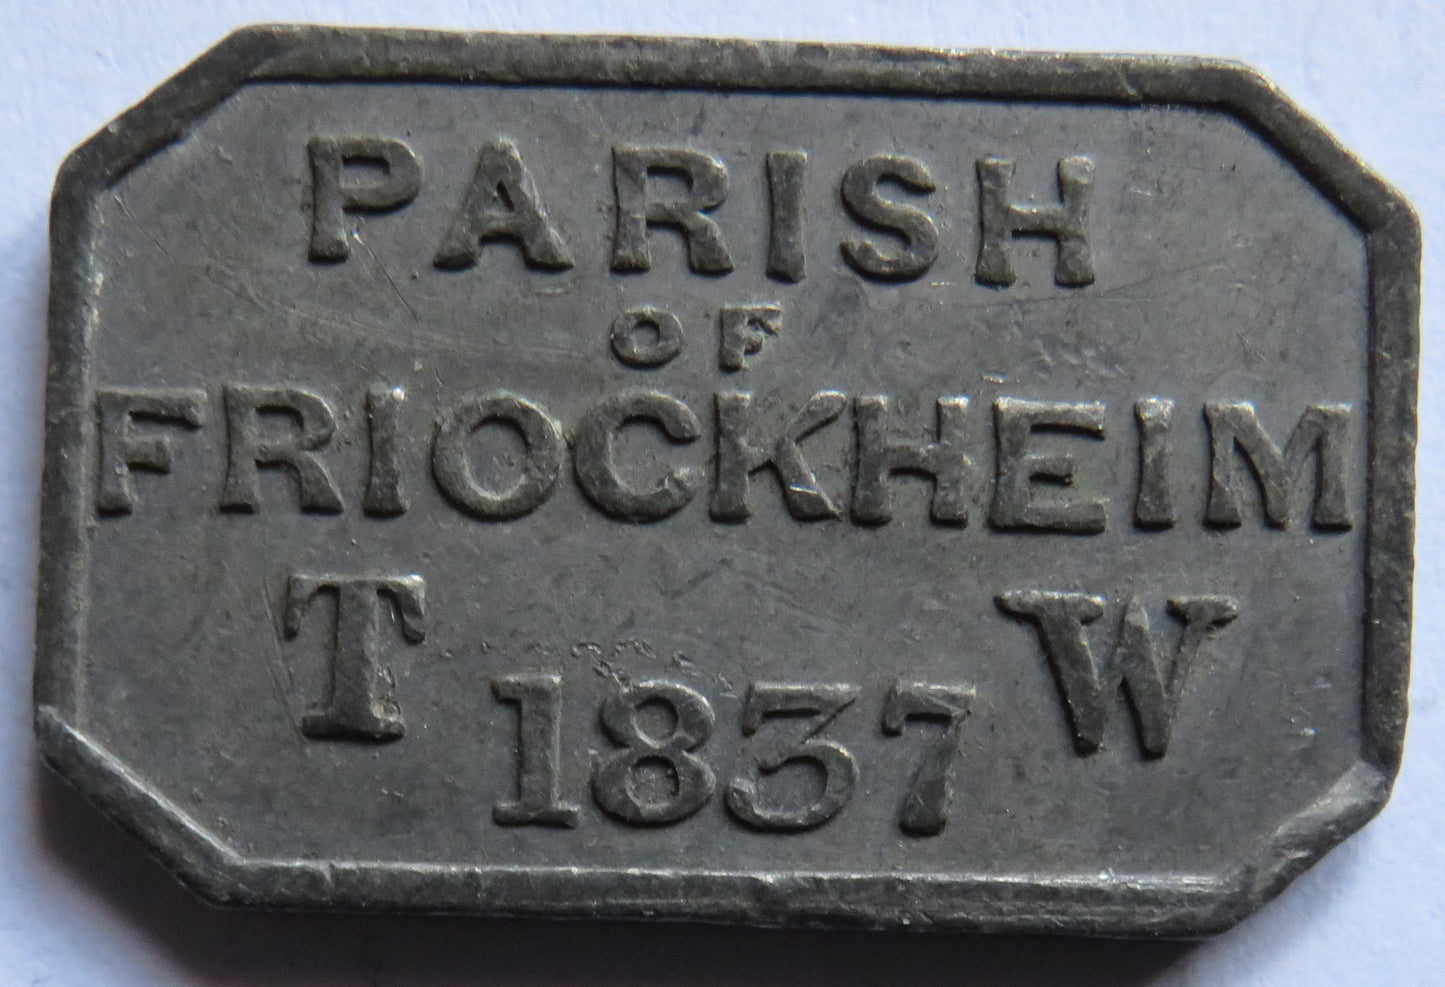 PARISH
OF
FRIOCKHEIM
T W
1837